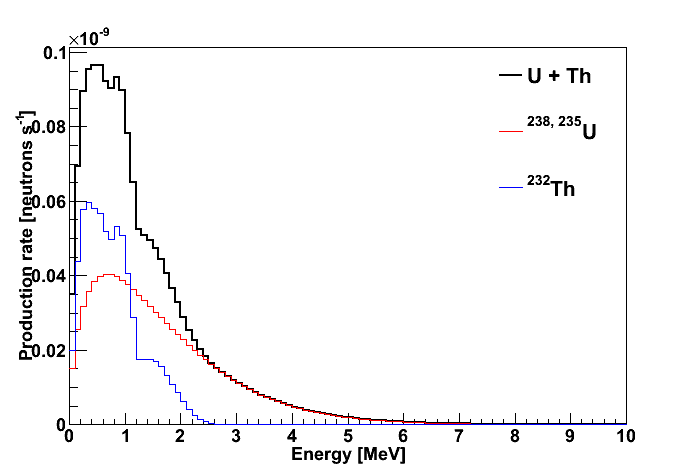 ×10⁻⁹
0.1
0.08
0.06
0.04
0.02
0
Production rate [neutrons s⁻¹]
U + Th
²³⁸, ²³⁵U
²³²Th
0 1 2 3 4 5 6 7 8 9 10
Energy [MeV]